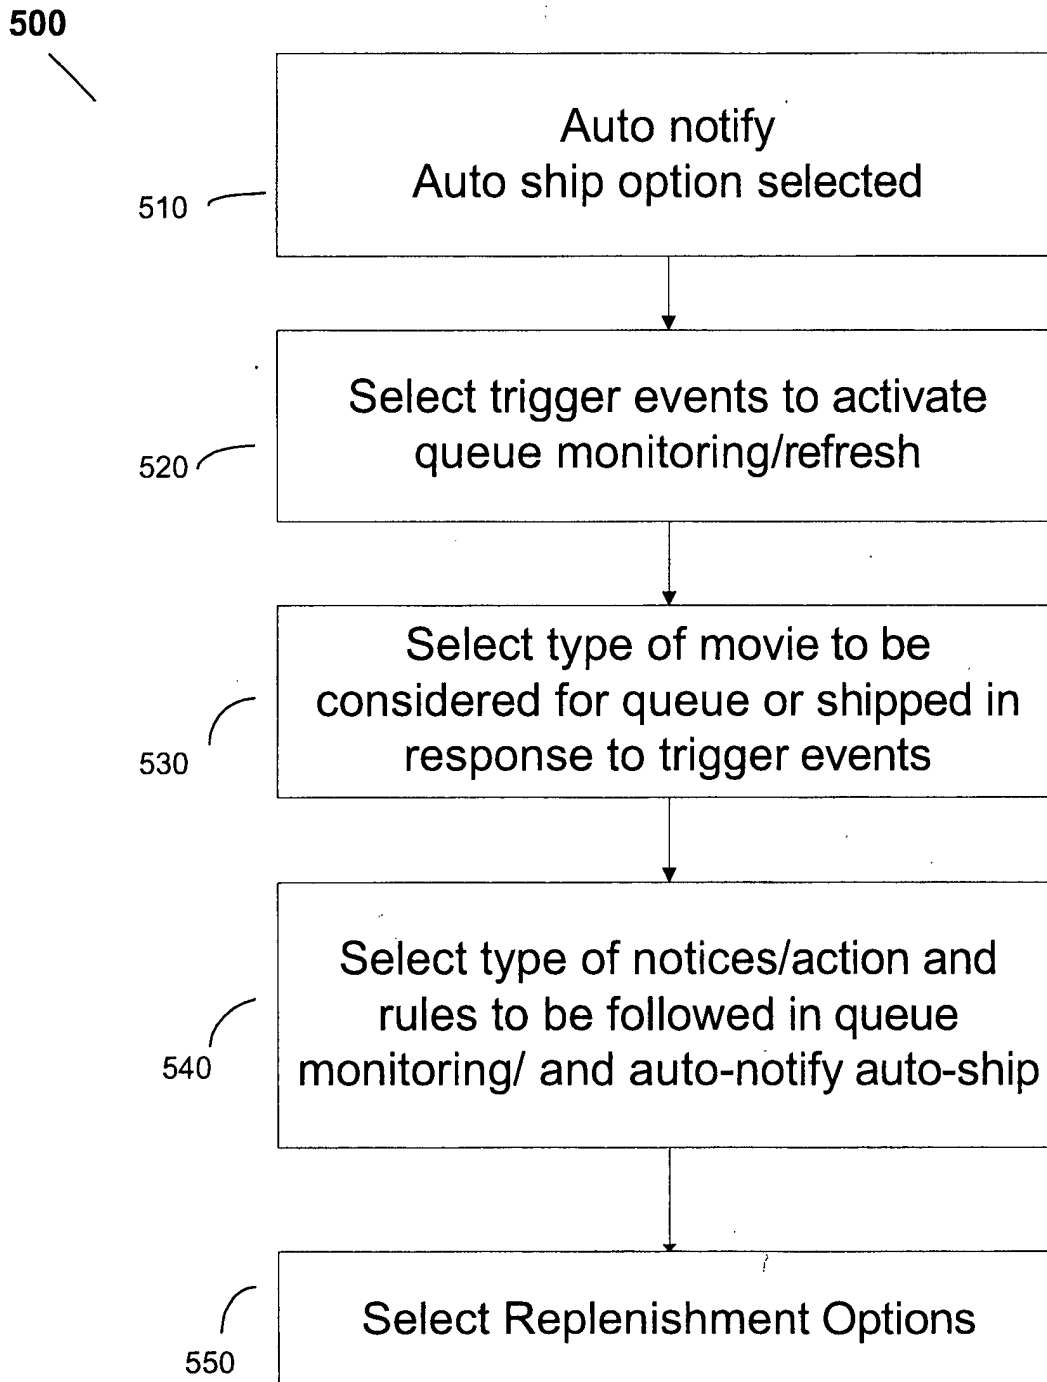 500
Auto notify
Auto ship option selected
510
Select trigger events to activate
queue monitoring/refresh
520
Select type of movie to be
considered for queue or shipped in
response to trigger events
530
Select type of notices/action and
rules to be followed in queue
monitoring/ and auto-notify auto-ship
540
Select Replenishment Options
550